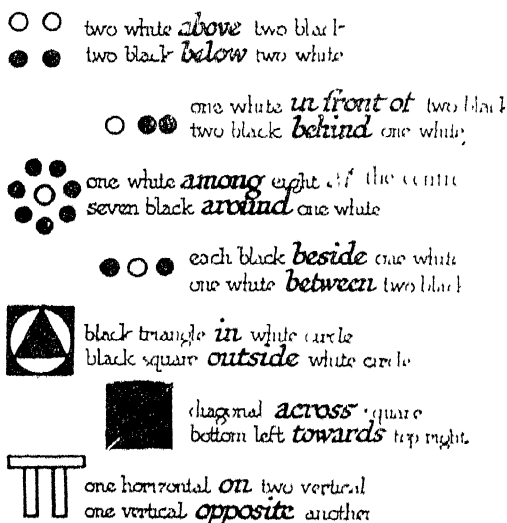 two white above two black
two black below two white
one white in front of two black
two black behind one white
one white among eight at the centre
seven black around one white
each black beside one white
one white between two black
black triangle in white circle
black square outside white circle
diagonal across square
bottom left towards top right
one horizontal on two vertical
one vertical opposite another